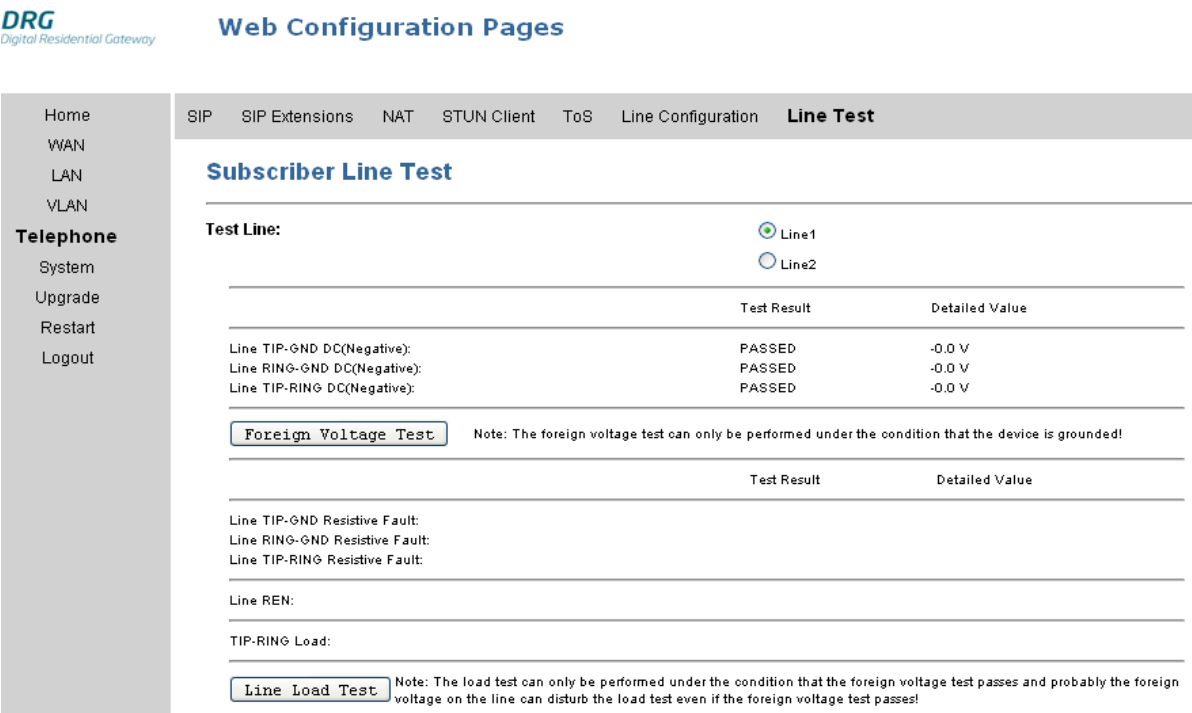 DRG
Digital Residential Gateway
Web Configuration Pages
Home
WAN
LAN
VLAN
Telephone
System
Upgrade
Restart
Logout
SIP SIP Extensions NAT STUN Client ToS Line Configuration Line Test
Subscriber Line Test
Test Line:
Line1
Line2
Test Result Detailed Value
Line TIP-GND DC(Negative): PASSED -0.0 V
Line RING-GND DC(Negative): PASSED -0.0 V
Line TIP-RING DC(Negative): PASSED -0.0 V
Foreign Voltage Test Note: The foreign voltage test can only be performed under the condition that the device is grounded!
Test Result Detailed Value
Line TIP-GND Resistive Fault:
Line RING-GND Resistive Fault:
Line TIP-RING Resistive Fault:
Line REN:
TIP-RING Load:
Line Load Test Note: The load test can only be performed under the condition that the foreign voltage test passes and probably the foreign
voltage on the line can disturb the load test even if the foreign voltage test passes!